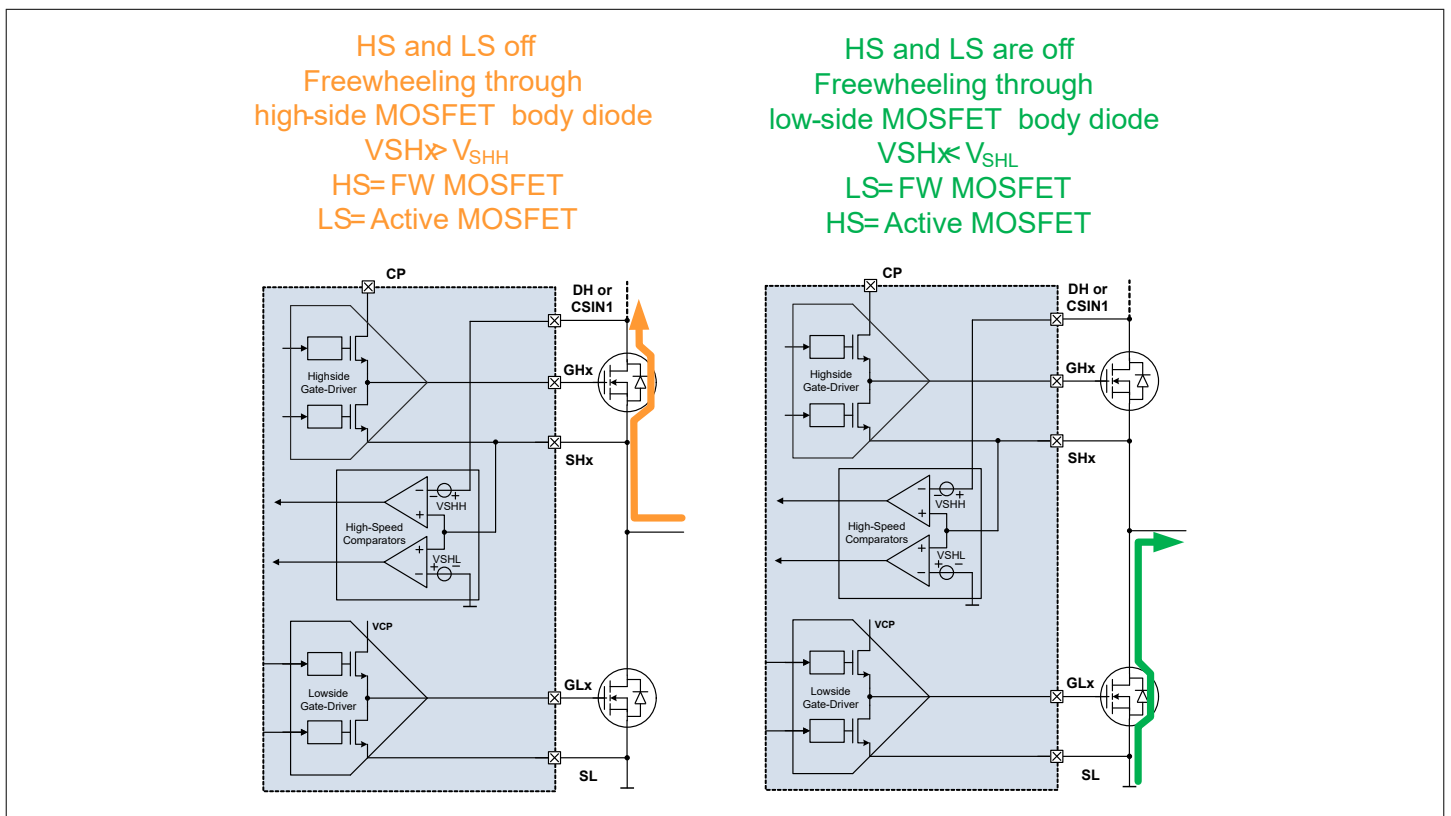 HS and LS off
Freewheeling through
high-side MOSFET body diode
VSHx> VSHH
HS= FW MOSFET
LS= Active MOSFET
HS and LS are off
Freewheeling through
low-side MOSFET body diode
VSHx< VSHL
LS= FW MOSFET
HS= Active MOSFET
CP
DH or
CSIN1
GHx
Highside
Gate-Driver
SHx
− − +
VSHH
+
High-Speed
Comparators
+ VSHL
+ −
−
VCP
GLx
Lowside
Gate-Driver
SL
CP
DH or
CSIN1
GHx
Highside
Gate-Driver
SHx
− − +
VSHH
+
High-Speed
Comparators
+ VSHL
+ −
−
VCP
GLx
Lowside
Gate-Driver
SL